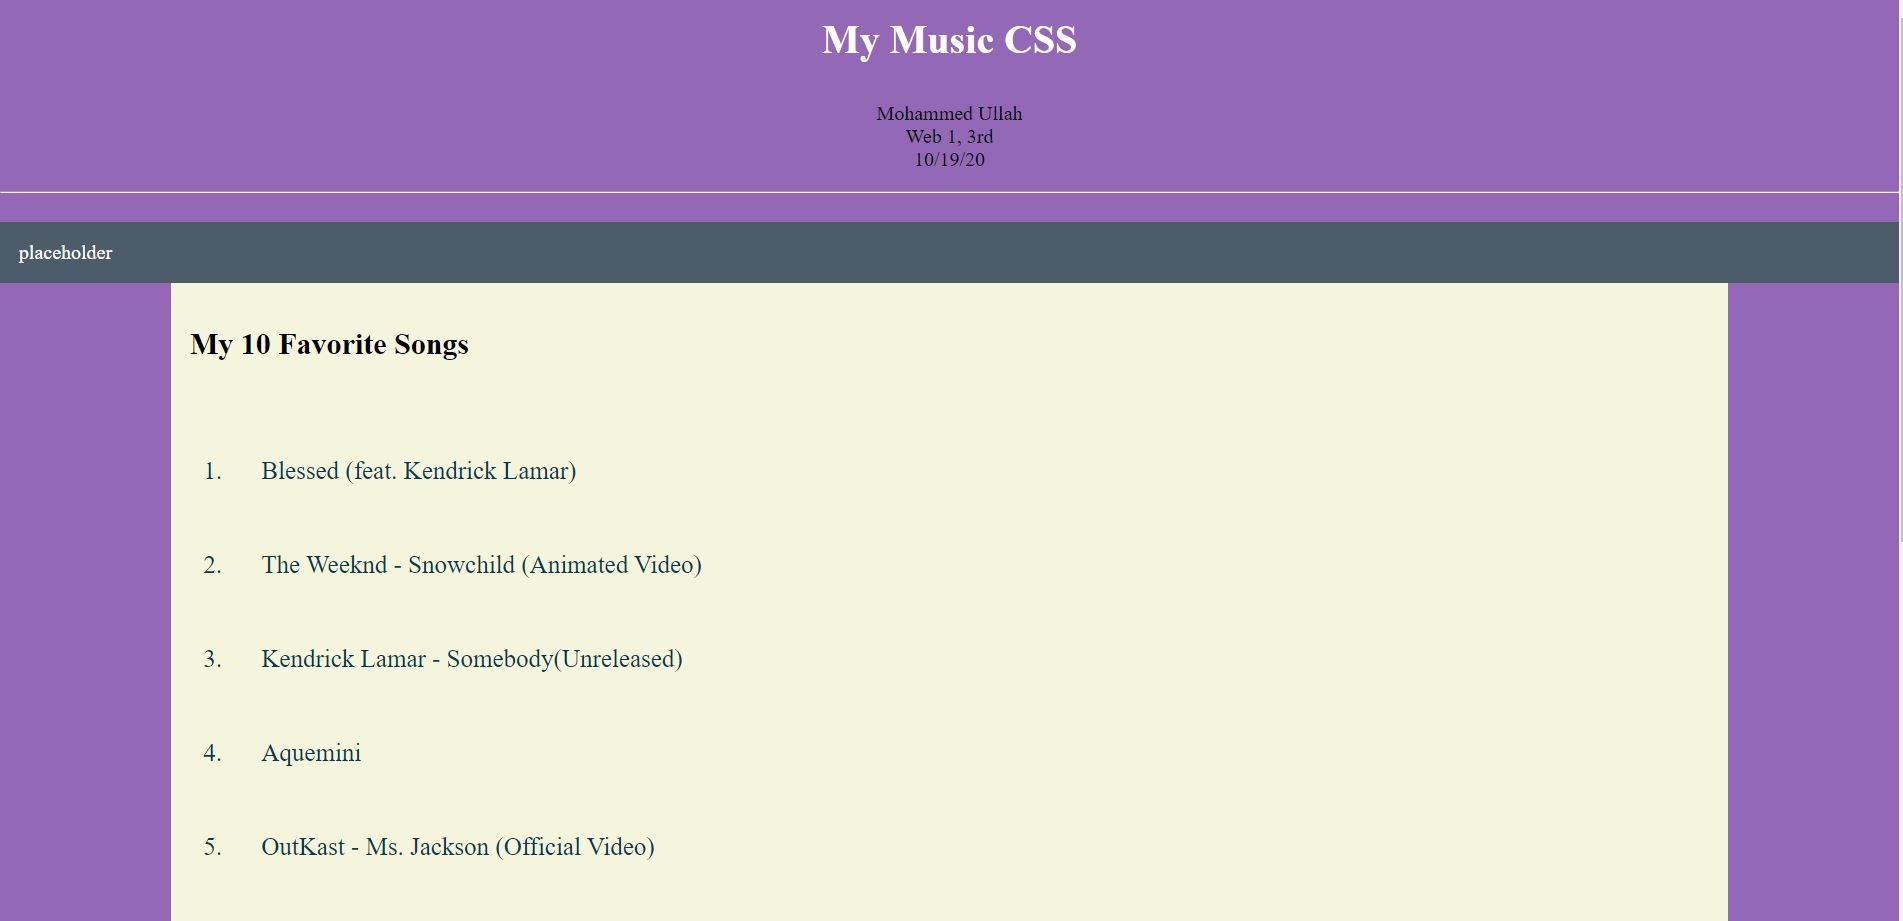 My Music CSS
Mohammed Ullah
Web 1, 3rd
10/19/20
placeholder
My 10 Favorite Songs
1. Blessed (feat. Kendrick Lamar)
2. The Weeknd - Snowchild (Animated Video)
3. Kendrick Lamar - Somebody(Unreleased)
4. Aquemini
5. OutKast - Ms. Jackson (Official Video)